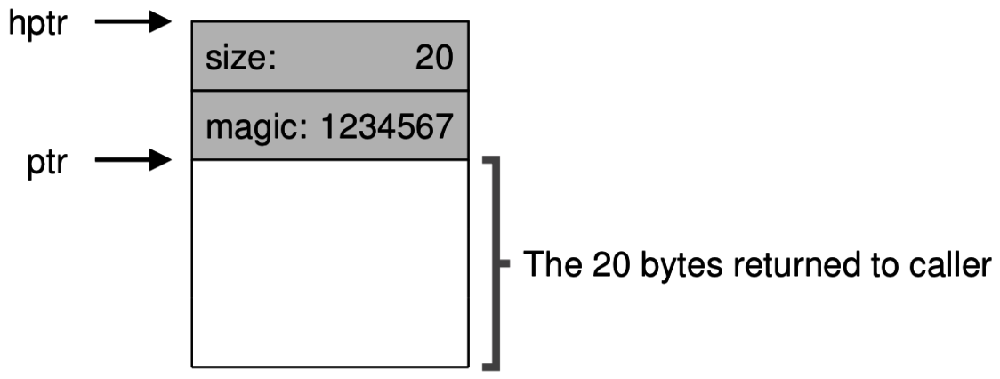 hptr
size: 20
magic: 1234567
ptr
The 20 bytes returned to caller